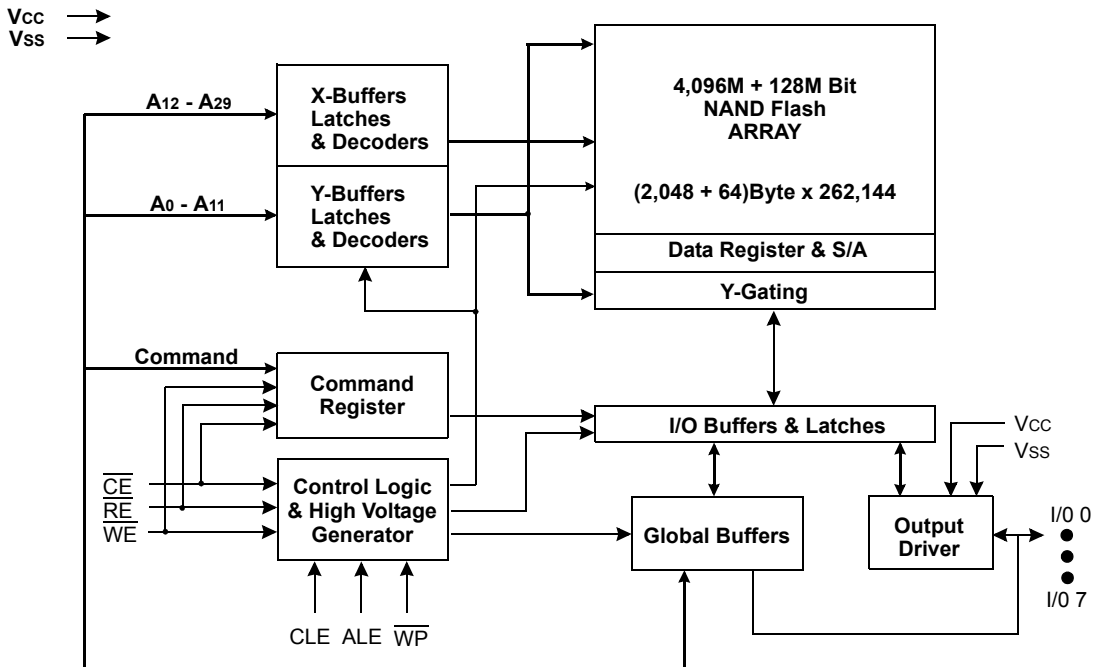 VCC
VSS
A12 - A29
X-Buffers
Latches
& Decoders
A0 - A11
Y-Buffers
Latches
& Decoders
4,096M + 128M Bit
NAND Flash
ARRAY
(2,048 + 64)Byte x 262,144
Data Register & S/A
Y-Gating
Command
Command
Register
I/O Buffers & Latches
VCC
VSS
CE
RE
WE
Control Logic
& High Voltage
Generator
Global Buffers
Output
Driver
I/0 0
I/0 7
CLE ALE WP